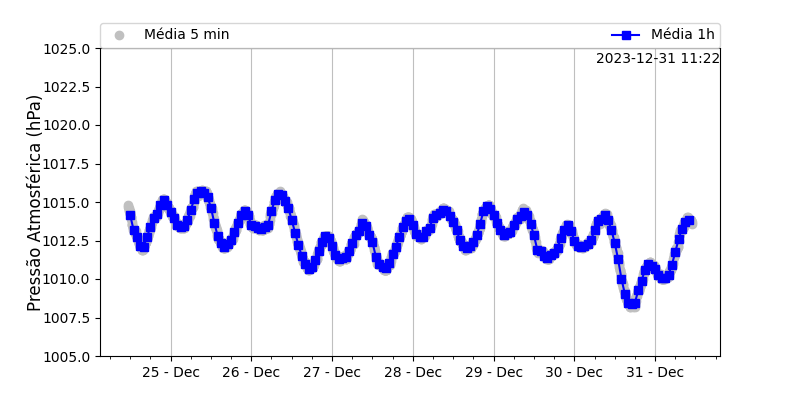 Média 5 min
Média 1h
2023-12-31 11:22
Pressão Atmosférica (hPa)
1025.0
1022.5
1020.0
1017.5
1015.0
1012.5
1010.0
1007.5
1005.0
25 - Dec
26 - Dec
27 - Dec
28 - Dec
29 - Dec
30 - Dec
31 - Dec